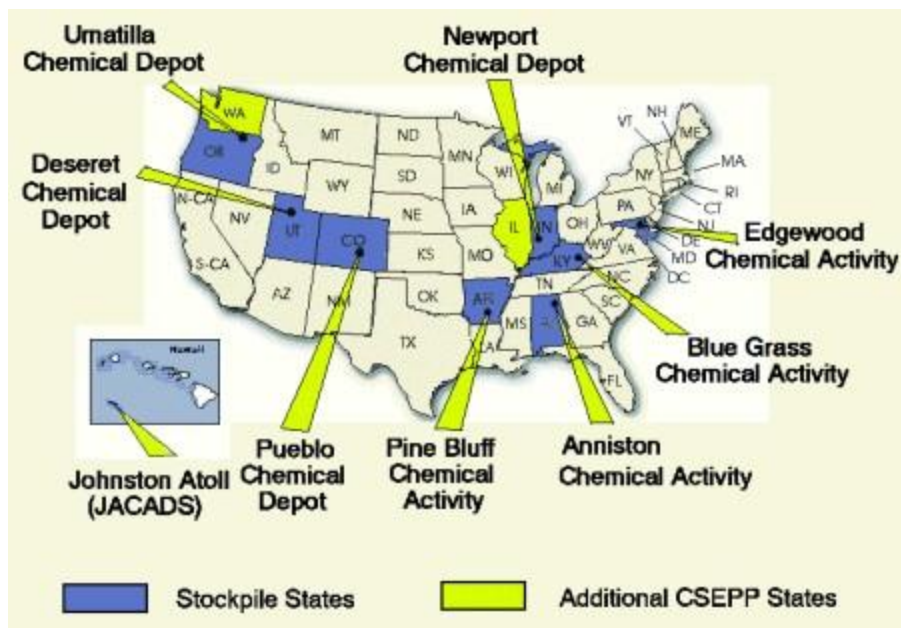 Umatilla
Chemical Depot
Newport
Chemical Depot
Deseret
Chemical
Depot
WA
OR
MT
ID
WY
ND
SD
MN
WI
MI
VT
NH
ME
MA
RI
CT
NJ
DE
MD
DC
NY
PA
N-CA
S-CA
NV
UT
CO
NE
KS
IA
MO
IL
IN
OH
KY
WV
VA
NC
TN
SC
AZ
NM
OK
AR
TX
LA
MS
GA
FL
Edgewood
Chemical Activity
Blue Grass
Chemical Activity
Hawaii
Johnston Atoll
(JACADS)
Pueblo
Chemical
Depot
Pine Bluff
Chemical
Activity
Anniston
Chemical Activity
Stockpile States
Additional CSEPP States